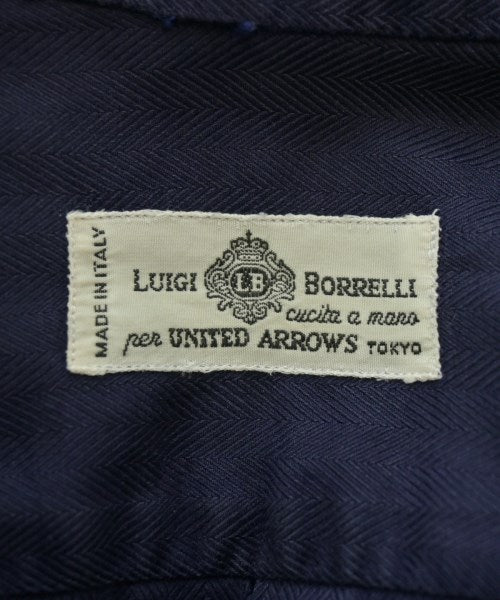 MADE IN ITALY
LUIGI LB BORRELLI
cucita a mano
per UNITED ARROWS TOKYO